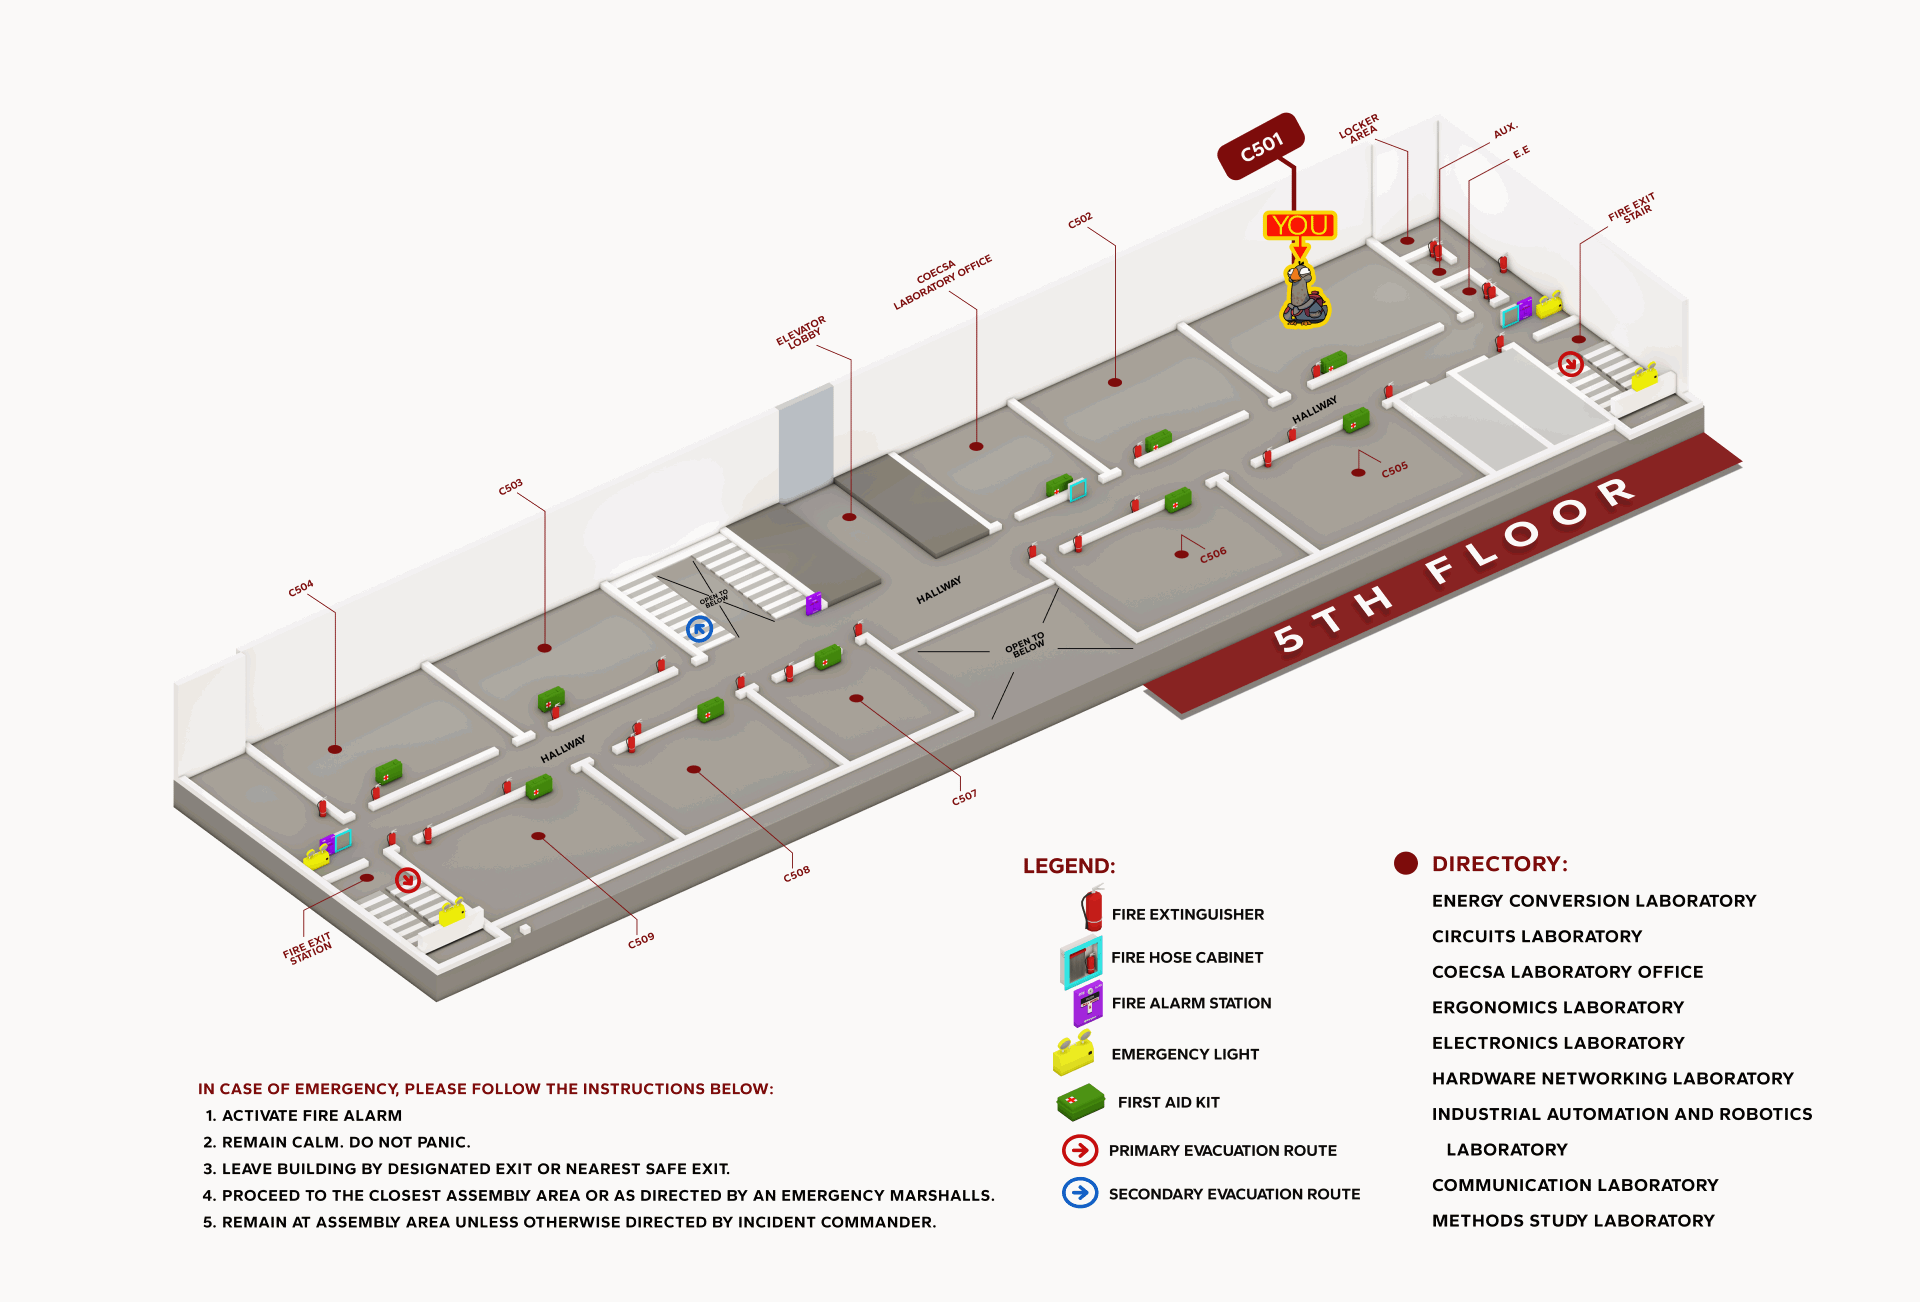 C501
LOCKER
AREA
AUX.
E.E
YOU
FIRE EXIT
STAIR
C502
COECSA
LABORATORY OFFICE
ELEVATOR
LOBBY
HALLWAY
C505
C503
5TH FLOOR
C506
HALLWAY
OPEN TO
BELOW
C504
OPEN TO
BELOW
HALLWAY
C507
C508
C509
FIRE EXIT
STATION
LEGEND:
FIRE EXTINGUISHER
FIRE HOSE CABINET
FIRE ALARM STATION
EMERGENCY LIGHT
FIRST AID KIT
PRIMARY EVACUATION ROUTE
SECONDARY EVACUATION ROUTE
DIRECTORY:
ENERGY CONVERSION LABORATORY
CIRCUITS LABORATORY
COECSA LABORATORY OFFICE
ERGONOMICS LABORATORY
ELECTRONICS LABORATORY
HARDWARE NETWORKING LABORATORY
INDUSTRIAL AUTOMATION AND ROBOTICS
LABORATORY
COMMUNICATION LABORATORY
METHODS STUDY LABORATORY
IN CASE OF EMERGENCY, PLEASE FOLLOW THE INSTRUCTIONS BELOW:
1. ACTIVATE FIRE ALARM
2. REMAIN CALM. DO NOT PANIC.
3. LEAVE BUILDING BY DESIGNATED EXIT OR NEAREST SAFE EXIT.
4. PROCEED TO THE CLOSEST ASSEMBLY AREA OR AS DIRECTED BY AN EMERGENCY MARSHALLS.
5. REMAIN AT ASSEMBLY AREA UNLESS OTHERWISE DIRECTED BY INCIDENT COMMANDER.